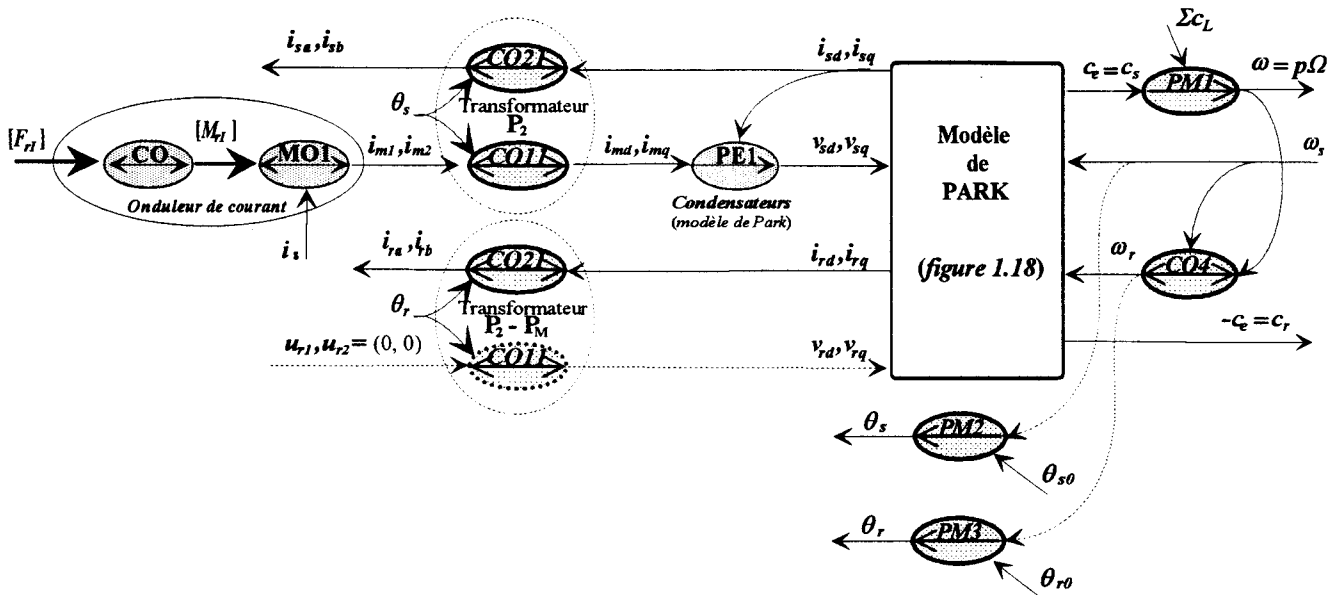 Σc_L
i_sa, i_sb
CO21
i_sd, i_sq
c_e = c_s
PM1
ω = pΩ
θ_s
Transformateur
P_2
[F_rI]
CO
[M_rI]
MO1
i_m1, i_m2
CO11
i_md, i_mq
PE1
v_sd, v_sq
Modèle
de
PARK
(figure 1.18)
ω_s
Onduleur de courant
Condensateurs
(modèle de Park)
i_ra, i_rb
CO21
i_rd, i_rq
ω_r
CO4
θ_r
Transformateur
P_2 - P_M
-c_e = c_r
u_r1, u_r2 = (0, 0)
CO11
v_rd, v_rq
θ_s
PM2
θ_s0
θ_r
PM3
θ_r0